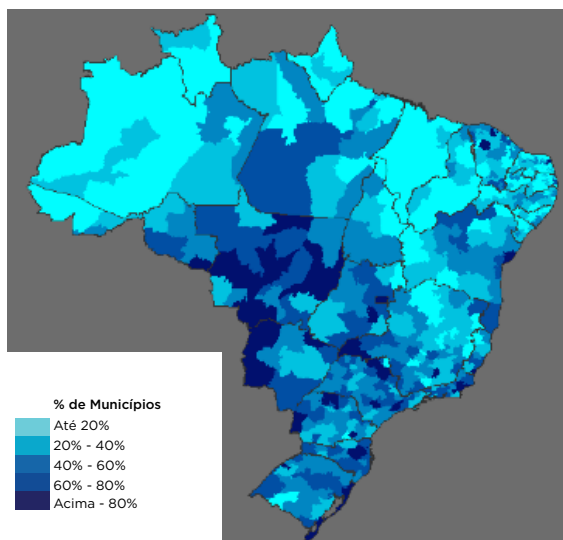 % de Municípios
Até 20%
20% - 40%
40% - 60%
60% - 80%
Acima - 80%